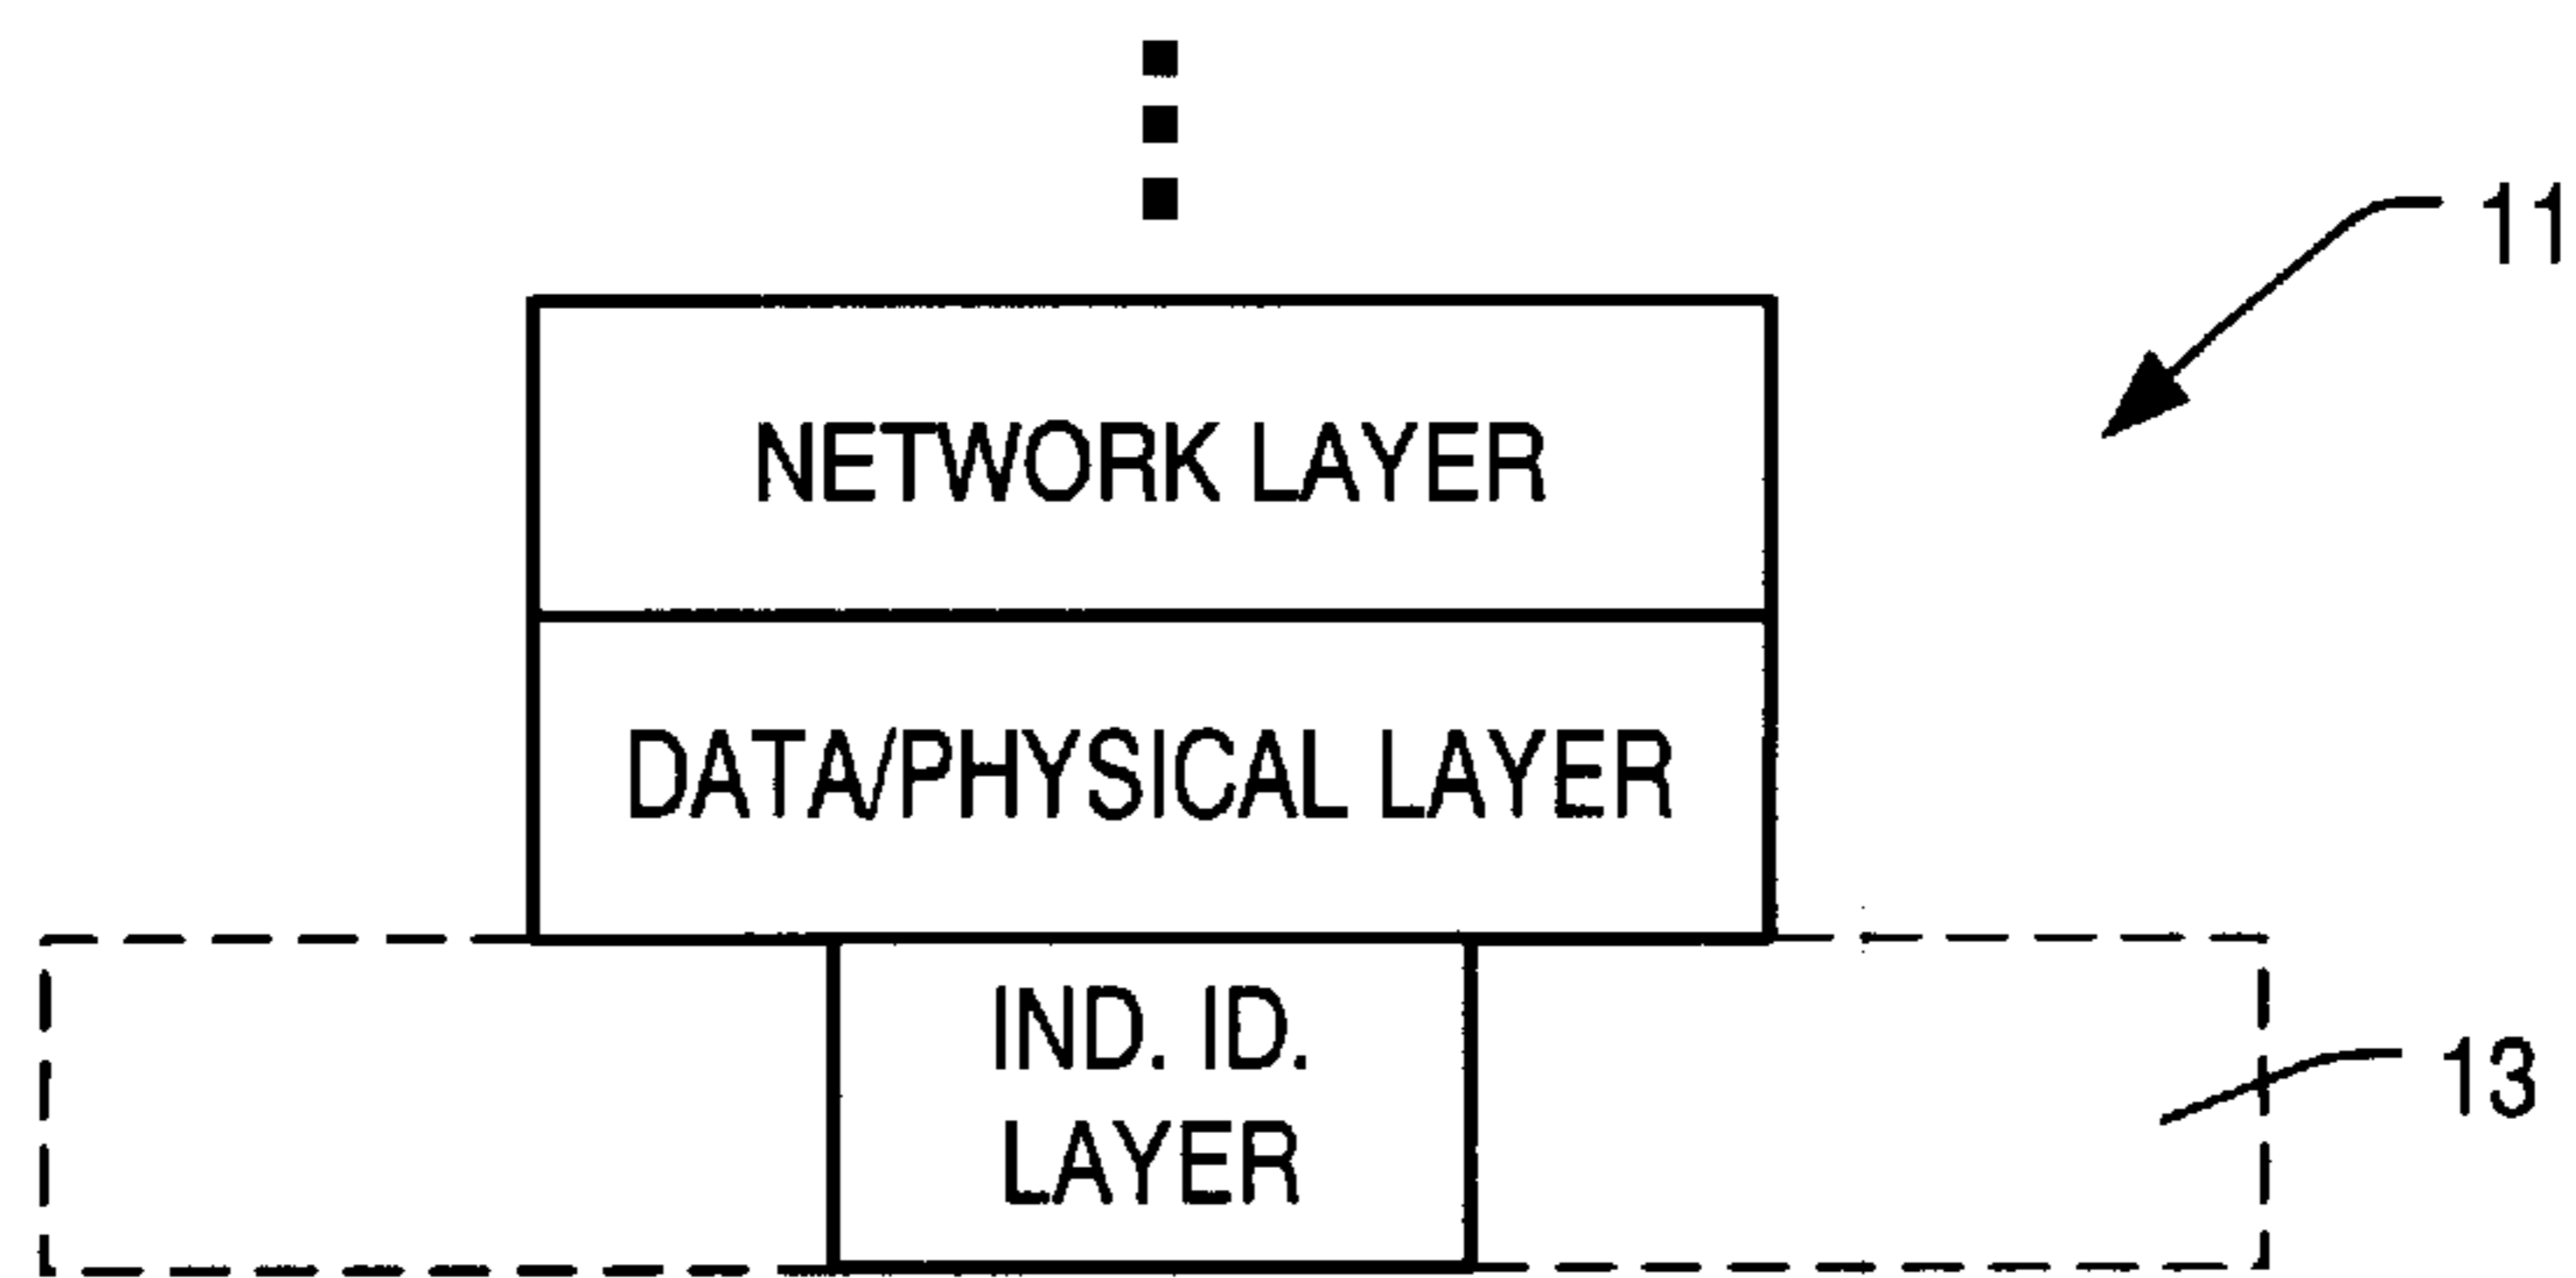 11
NETWORK LAYER
DATA/PHYSICAL LAYER
IND. ID.
LAYER
13